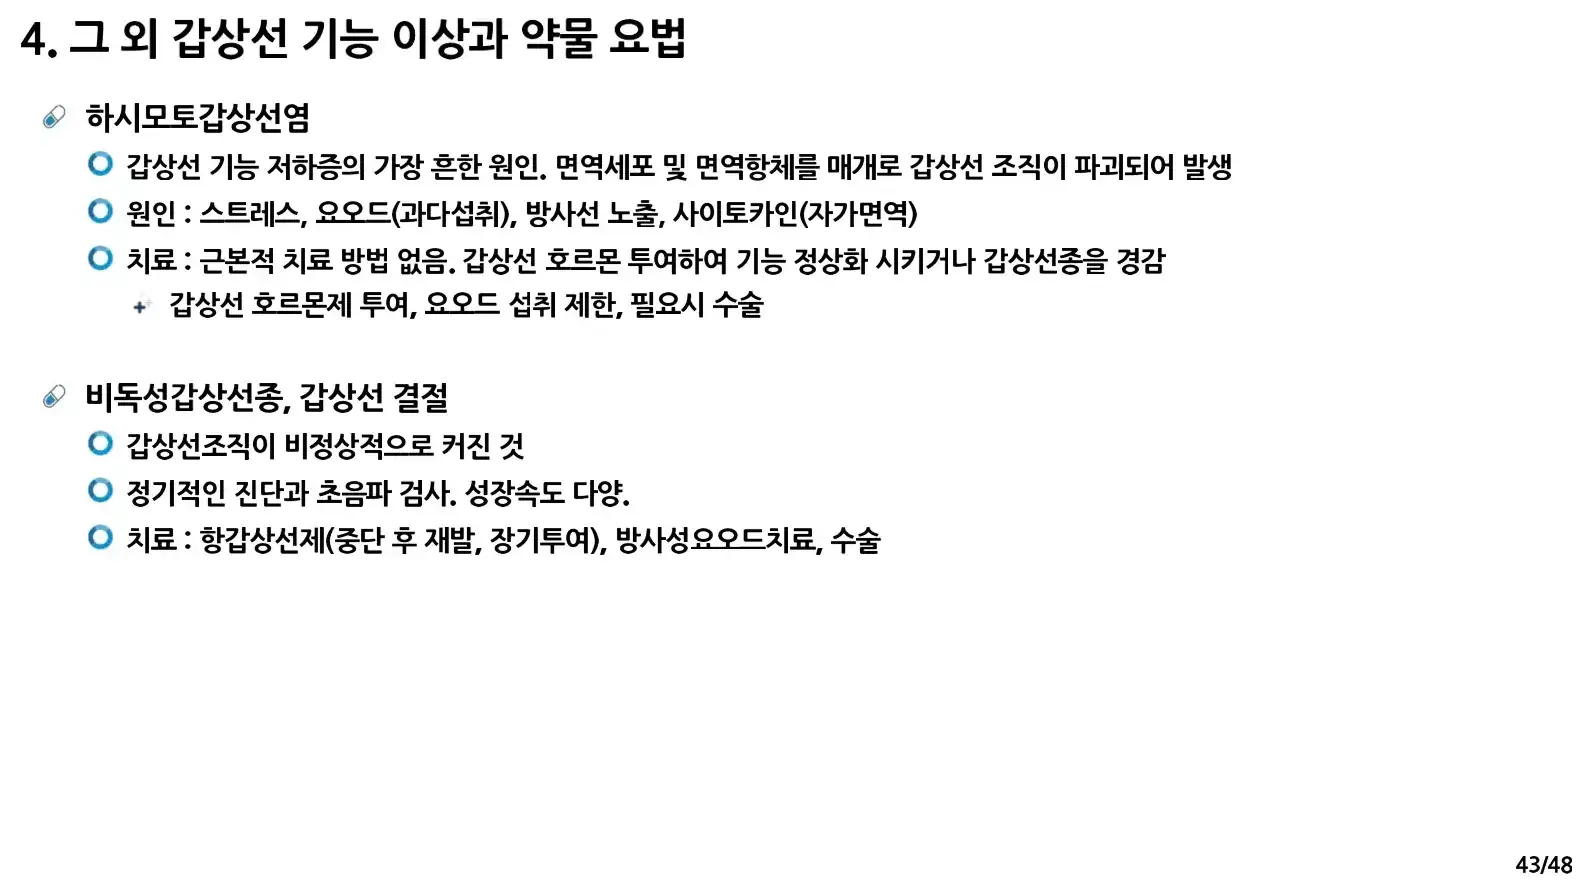 4. 그 외 갑상선 기능 이상과 약물 요법
하시모토갑상선염
갑상선 기능 저하증의 가장 흔한 원인. 면역세포 및 면역항체를 매개로 갑상선 조직이 파괴되어 발생
원인 : 스트레스, 요오드(과다섭취), 방사선 노출, 사이토카인(자가면역)
치료 : 근본적 치료 방법 없음. 갑상선 호르몬 투여하여 기능 정상화 시키거나 갑상선종을 경감
갑상선 호르몬제 투여, 요오드 섭취 제한, 필요시 수술
비독성갑상선종, 갑상선 결절
갑상선조직이 비정상적으로 커진 것
정기적인 진단과 초음파 검사. 성장속도 다양.
치료 : 항갑상선제(중단 후 재발, 장기투여), 방사성요오드치료, 수술
43/48